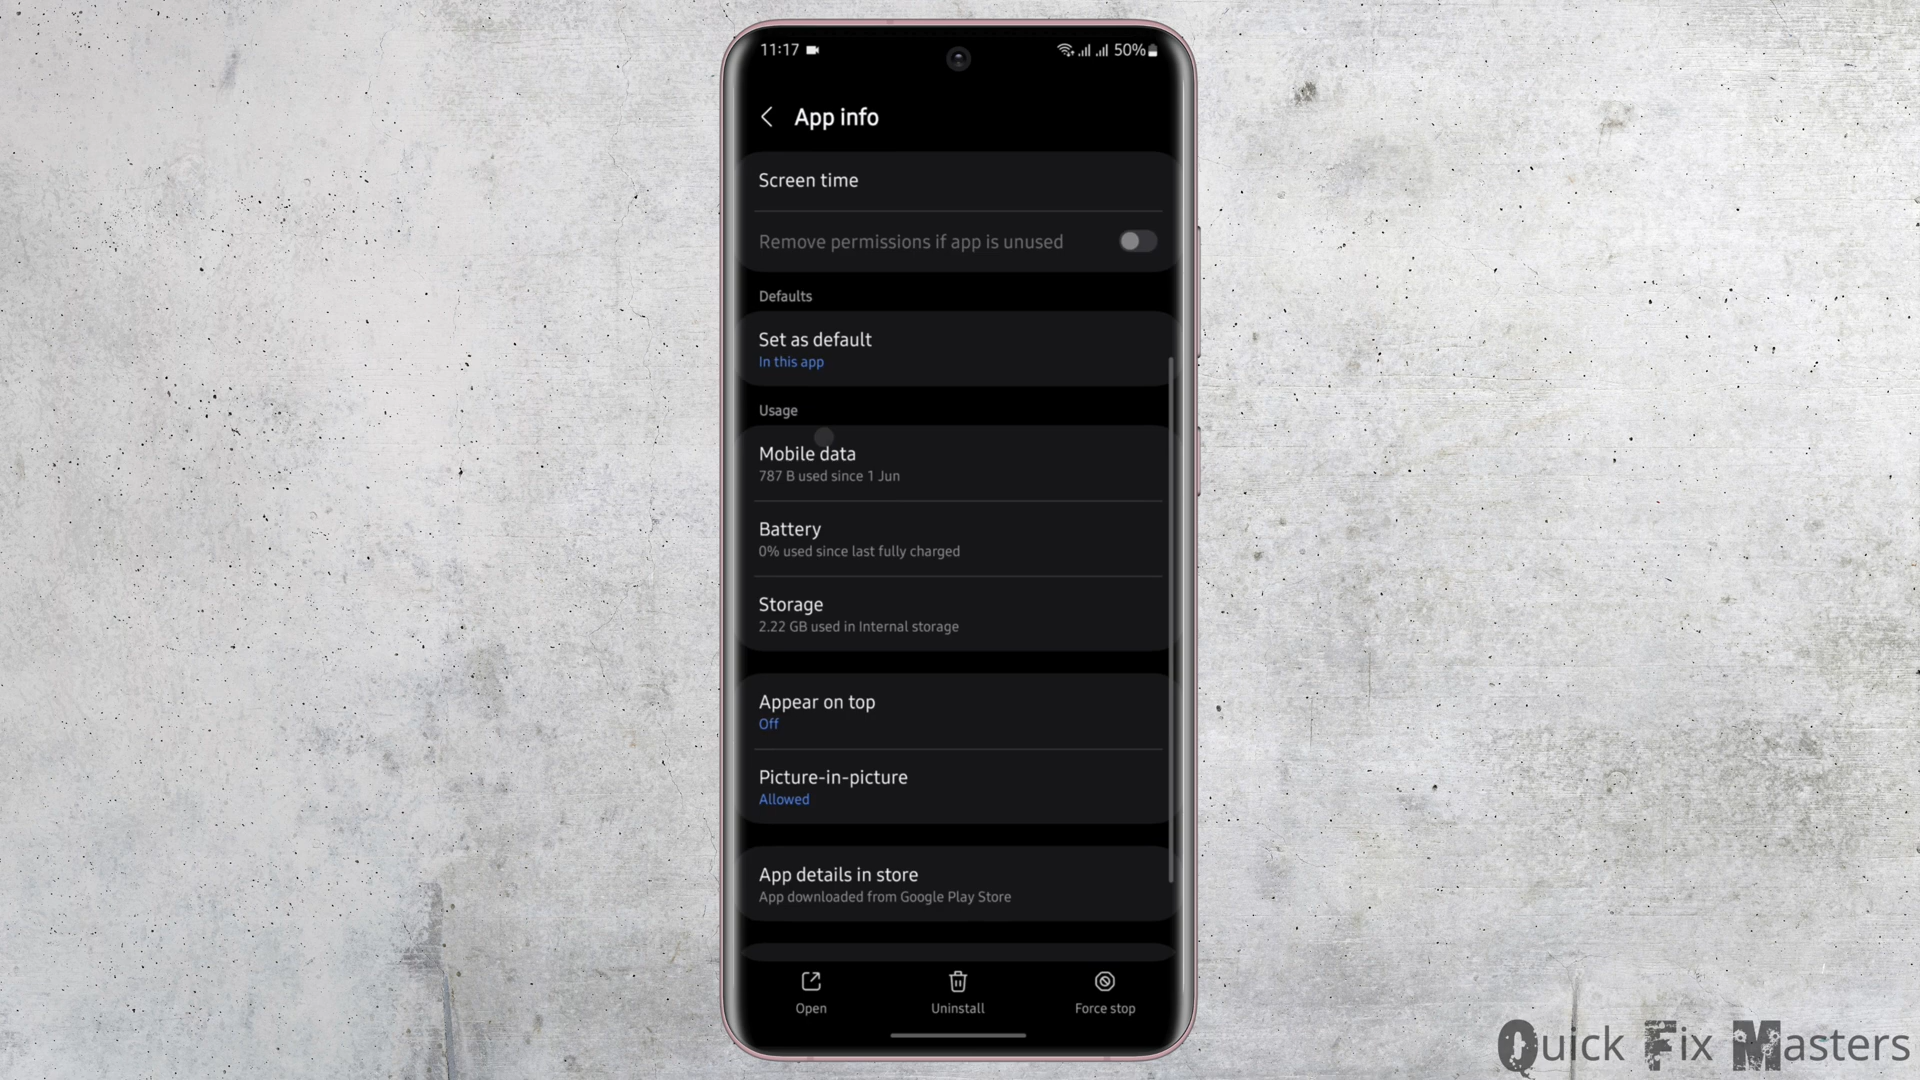 11:17
50%
App info
Screen time
Remove permissions if app is unused
Defaults
Set as default
In this app
Usage
Mobile data
787 B used since 1 Jun
Battery
0% used since last fully charged
Storage
2.22 GB used in Internal storage
Appear on top
Off
Picture-in-picture
Allowed
App details in store
App downloaded from Google Play Store
Open
Uninstall
Force stop
Quick Fix Masters